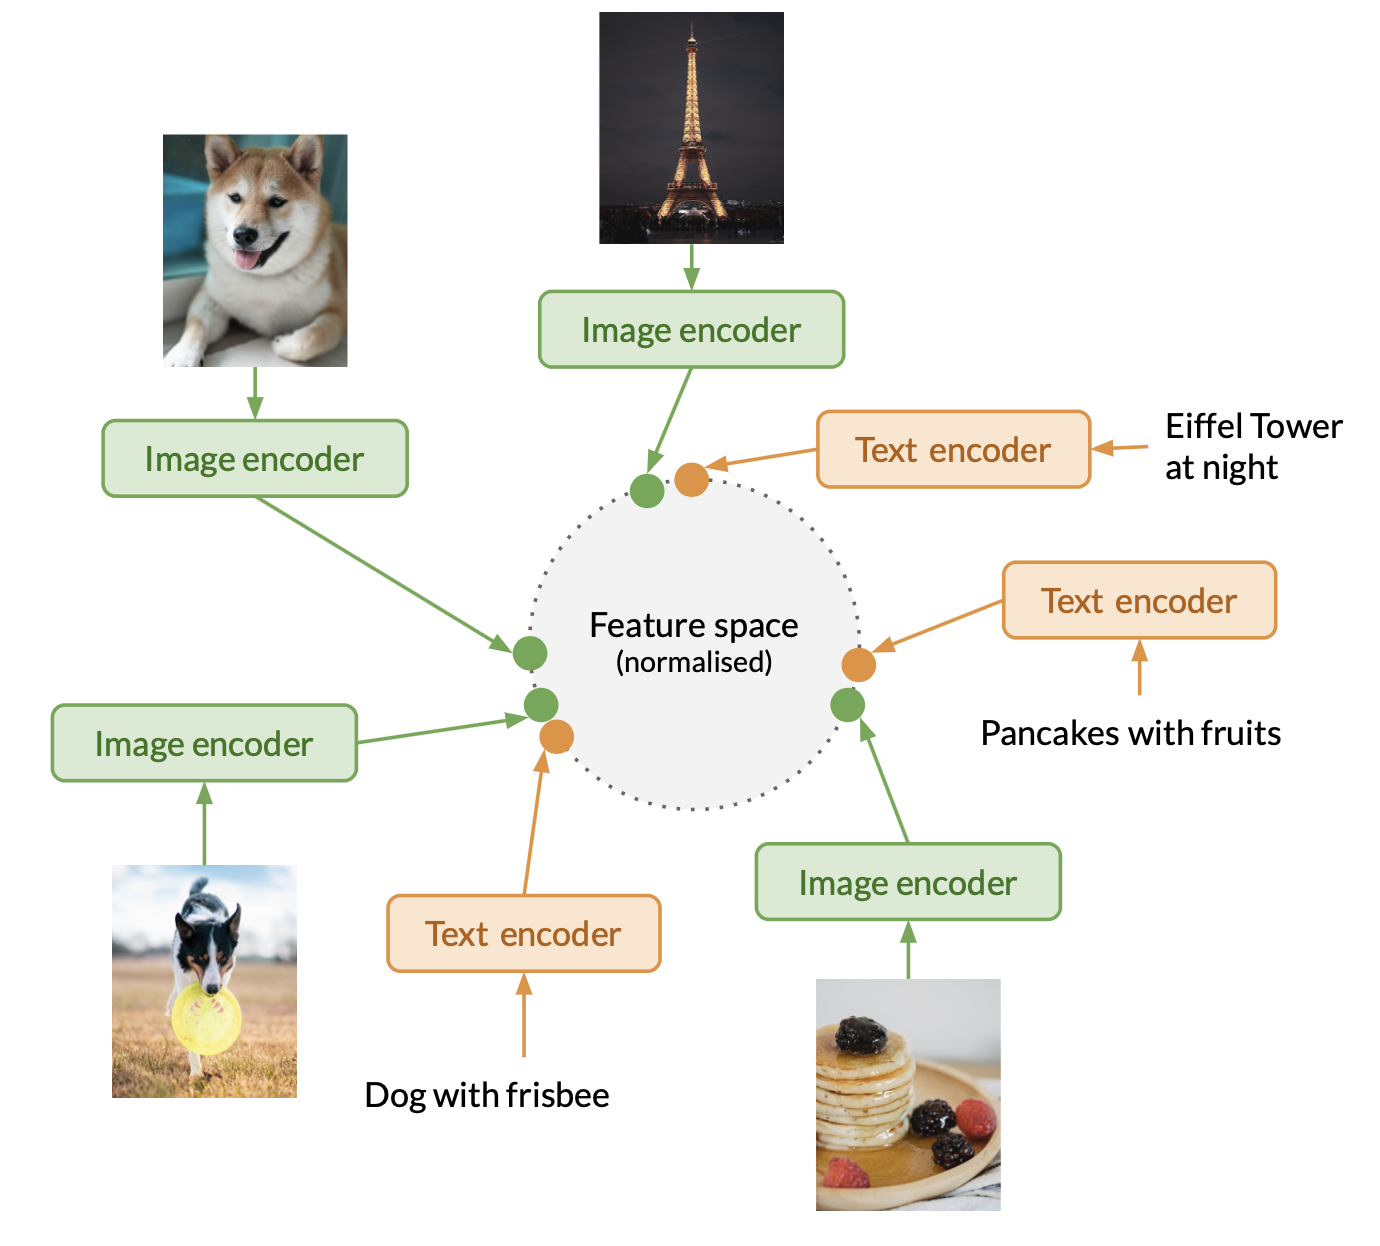 Image encoder
Image encoder
Eiffel Tower
at night
Text encoder
Text encoder
Feature space
(normalised)
Pancakes with fruits
Image encoder
Image encoder
Text encoder
Dog with frisbee